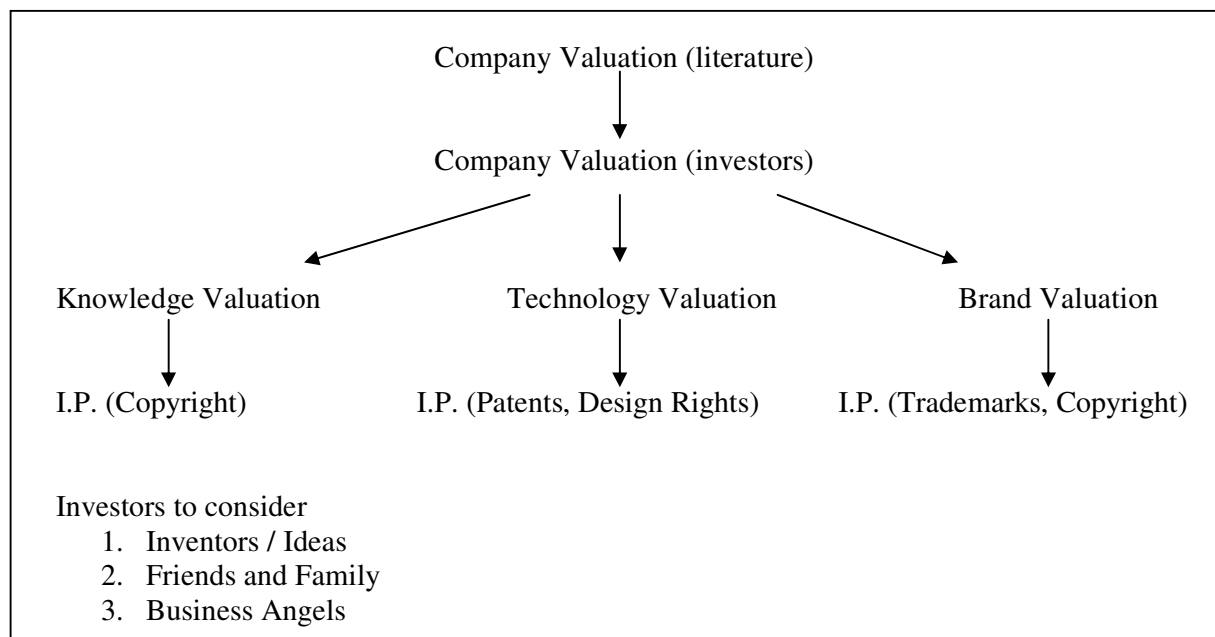 Company Valuation (literature)
Company Valuation (investors)
Knowledge Valuation Technology Valuation Brand Valuation
I.P. (Copyright) I.P. (Patents, Design Rights) I.P. (Trademarks, Copyright)
Investors to consider
1. Inventors / Ideas
2. Friends and Family
3. Business Angels